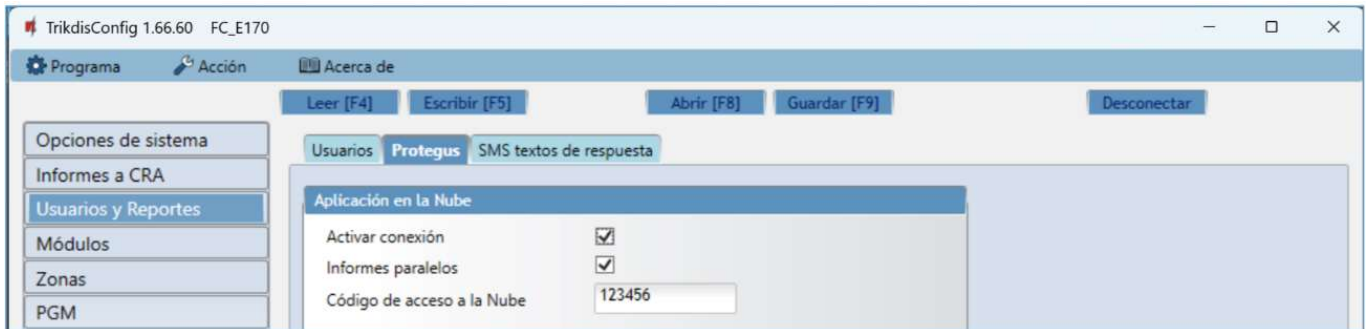 TrikdisConfig 1.66.60 FC_E170
Programa Acción Acerca de
Leer [F4] Escribir [F5] Abrir [F8] Guardar [F9] Desconectar
Opciones de sistema
Informes a CRA
Usuarios y Reportes
Módulos
Zonas
PGM
Usuarios Protegus SMS textos de respuesta
Aplicación en la Nube
Activar conexión
Informes paralelos
Código de acceso a la Nube 123456